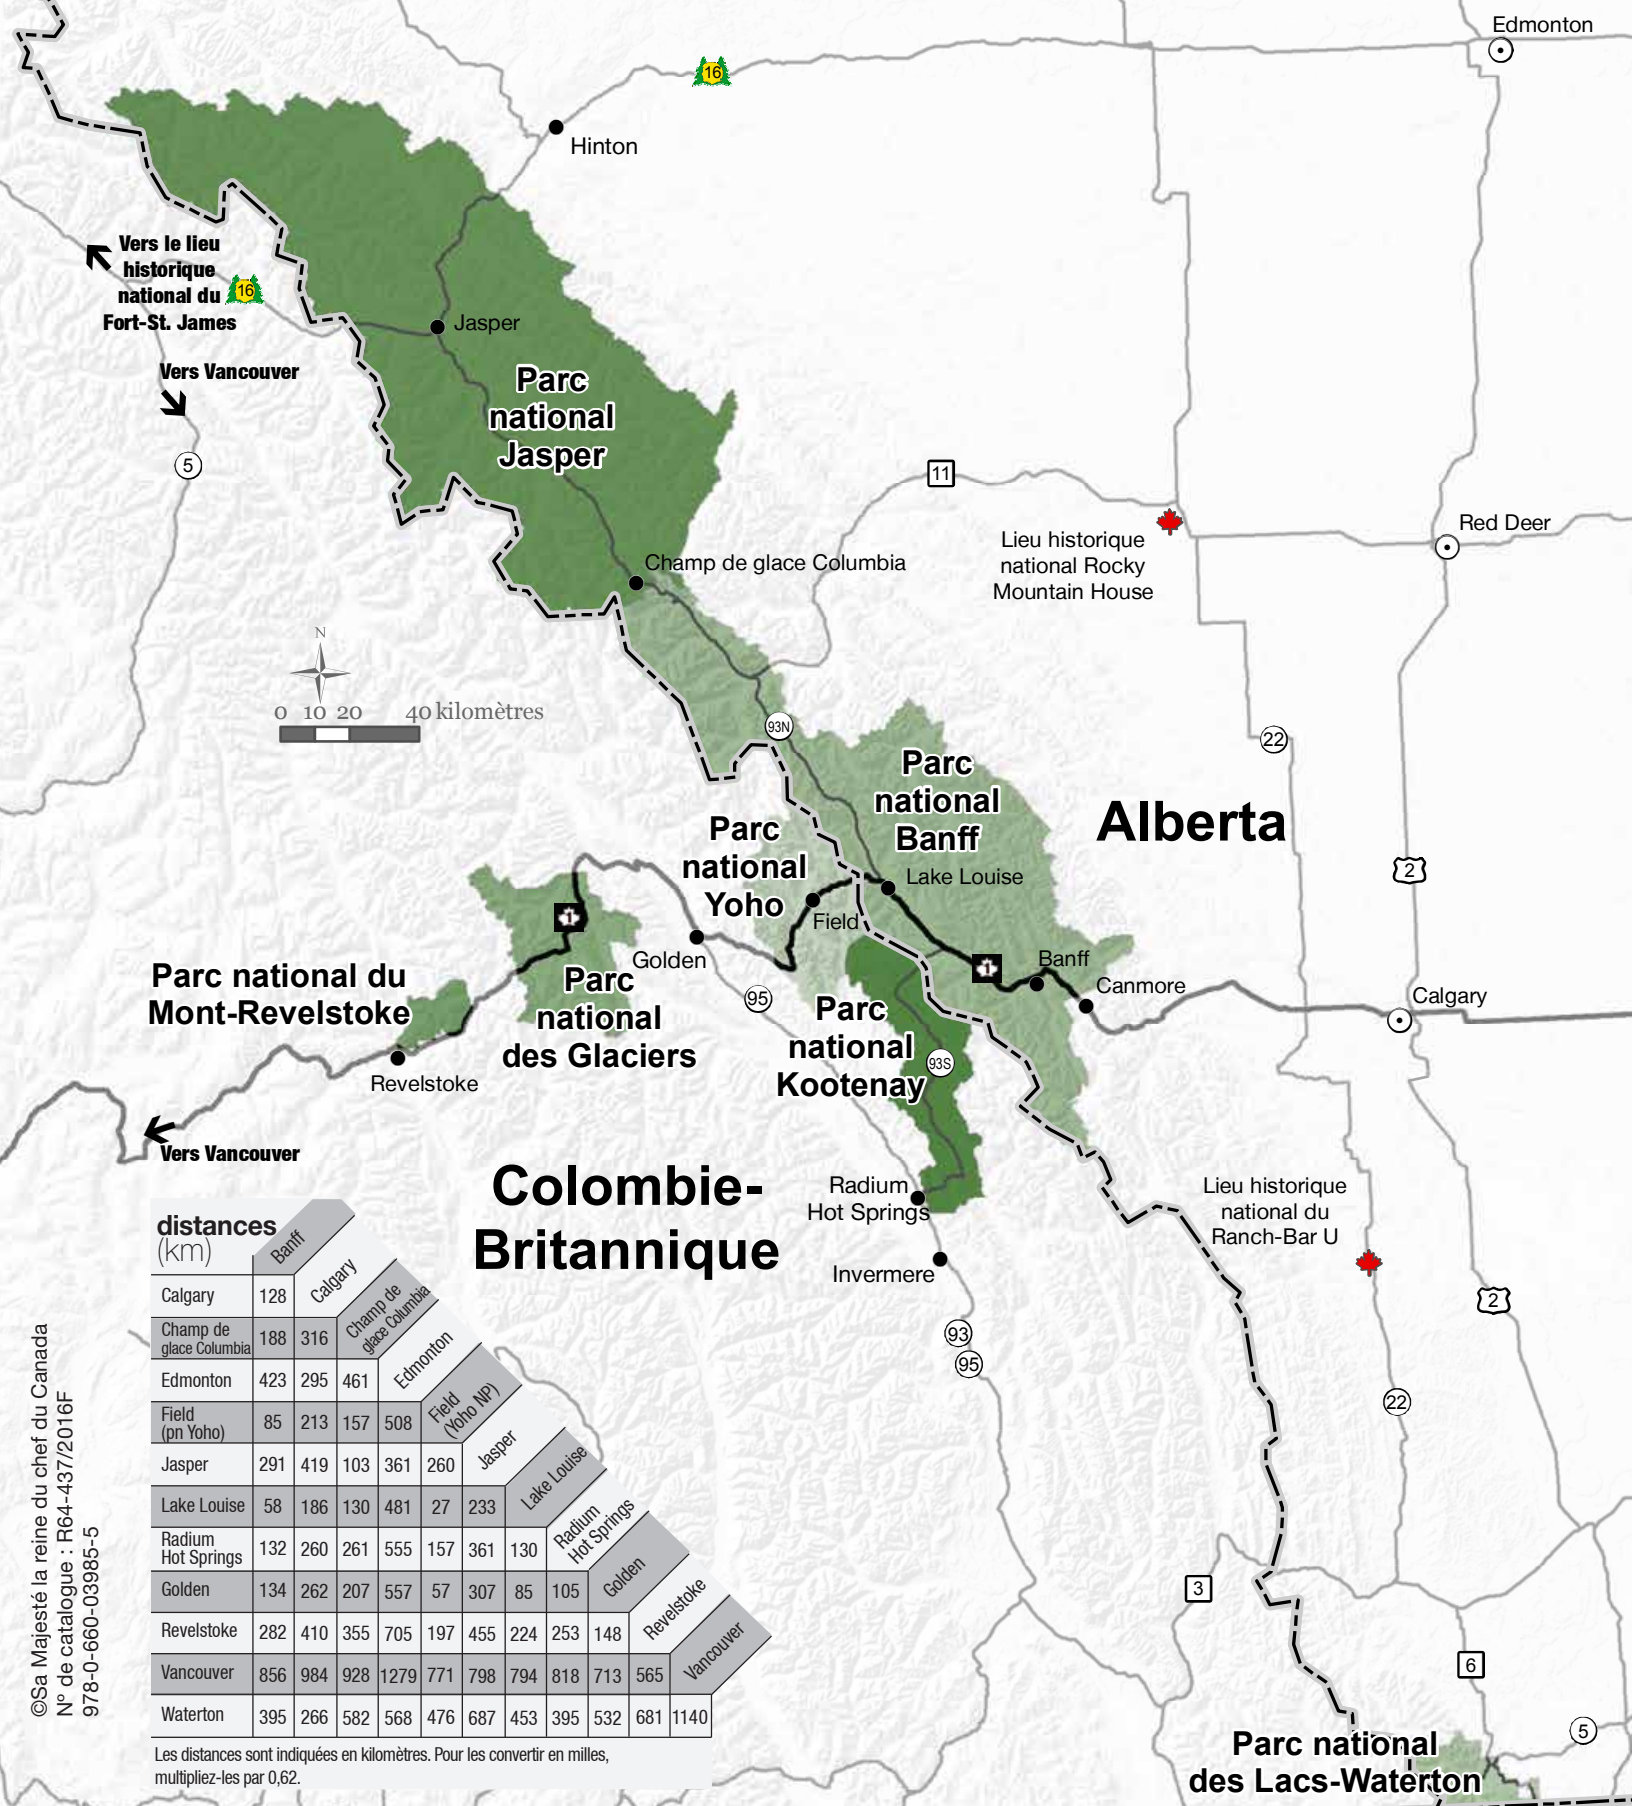 Edmonton
16
Hinton
Vers le lieu
historique
national du
Fort-St. James
16
Jasper
Vers Vancouver
Parc
national
Jasper
5
11
Red Deer
Lieu historique
national Rocky
Mountain House
Champ de glace Columbia
N
0 10 20 40 kilomètres
93N
22
Parc
national
Banff
Alberta
Parc
national
Yoho
2
Lake Louise
1
Field
Golden
1
Banff
Canmore
Calgary
Parc national du
Mont-Revelstoke
Parc
national
des Glaciers
95
Parc
national
Kootenay
93S
Revelstoke
Vers Vancouver
Colombie-
Britannique
Radium
Hot Springs
Lieu historique
national du
Ranch-Bar U
Invermere
2
93
95
22
3
6
5
Parc national
des Lacs-Waterton
distances
(km)
Banff
Calgary
Champ de
glace Columbia
Edmonton
Field
(Yoho NP)
Jasper
Lake Louise
Radium
Hot Springs
Golden
Revelstoke
Vancouver
Calgary 128
Champ de
glace Columbia 188 316
Edmonton 423 295 461
Field
(pn Yoho) 85 213 157 508
Jasper 291 419 103 361 260
Lake Louise 58 186 130 481 27 233
Radium
Hot Springs 132 260 261 555 157 361 130
Golden 134 262 207 557 57 307 85 105
Revelstoke 282 410 355 705 197 455 224 253 148
Vancouver 856 984 928 1279 771 798 794 818 713 565
Waterton 395 266 582 568 476 687 453 395 532 681 1140
Les distances sont indiquées en kilomètres. Pour les convertir en milles,
multipliez-les par 0,62.
©Sa Majesté la reine du chef du Canada
N° de catalogue : R64-437/2016F
978-0-660-03985-5